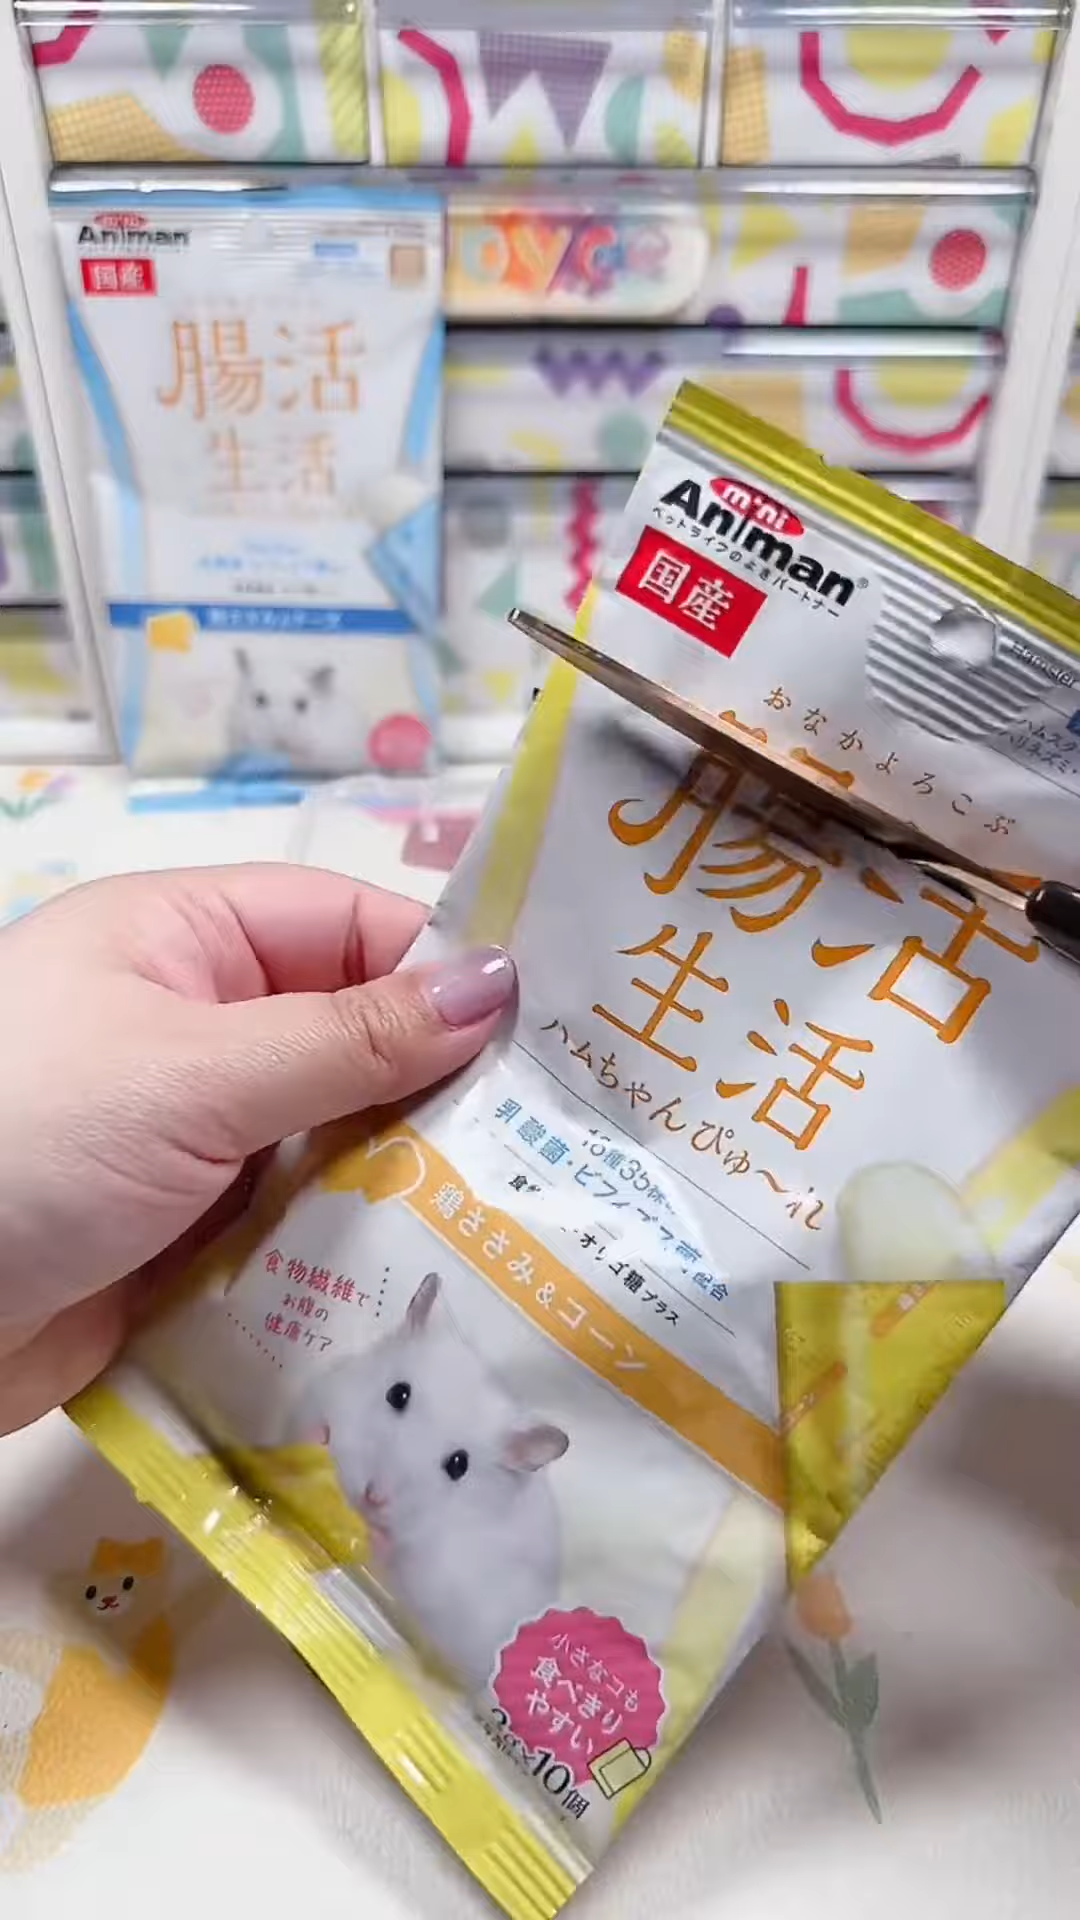 mini
AnIman
国産
腸活
生活
mini
AnIman®
ペットライフのよきパートナー
国産
Hamster
おなかよろこぶ
腸活
生活
ハムちゃんぴゅ〜れ
乳酸菌・ビフィズス菌配合
オリゴ糖プラス
鶏ささみ&コーン
食物繊維で
お腹の
健康ケア
小さなコも
食べきり
やすい
×10個